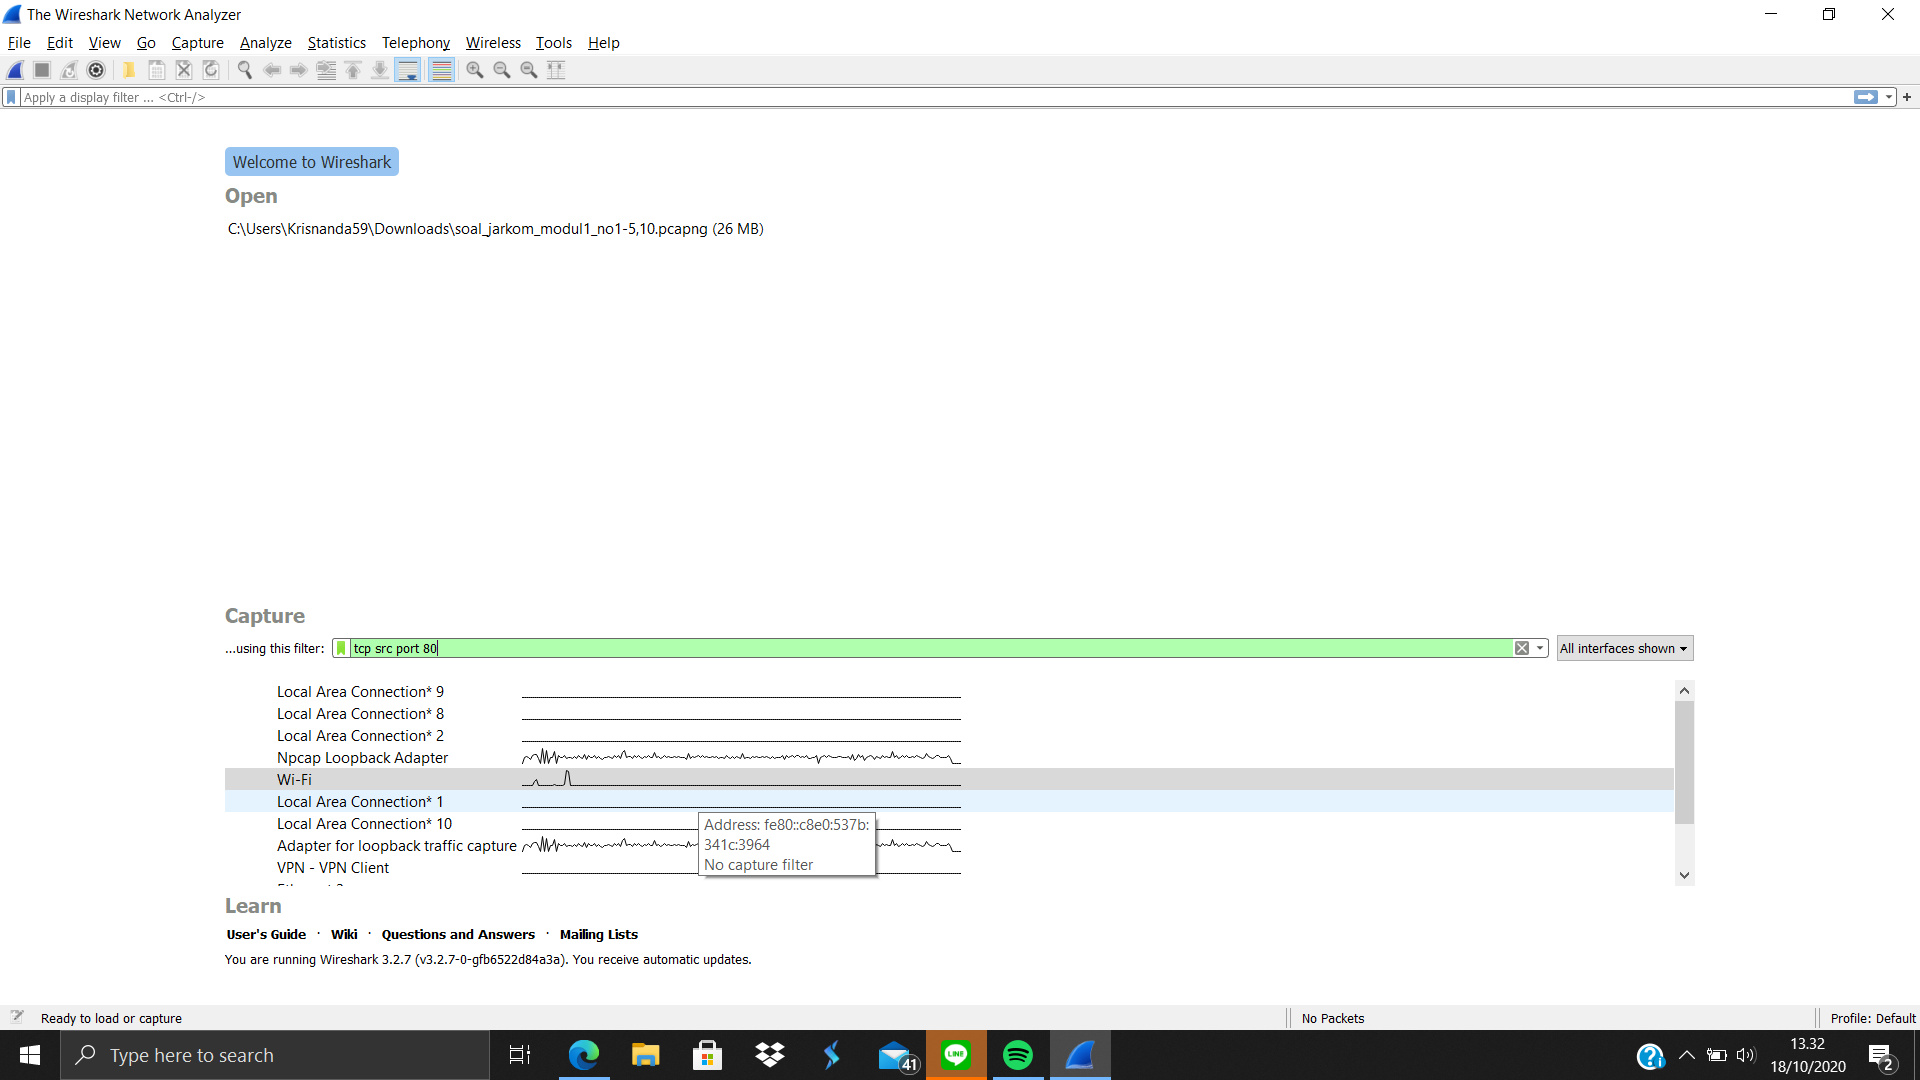 The Wireshark Network Analyzer
File Edit View Go Capture Analyze Statistics Telephony Wireless Tools Help
Apply a display filter ... <Ctrl-/>
+
Welcome to Wireshark
Open
C:\Users\Krisnanda59\Downloads\soal_jarkom_modul1_no1-5,10.pcapng (26 MB)
Capture
...using this filter: tcp src port 80 All interfaces shown
Local Area Connection* 9
Local Area Connection* 8
Local Area Connection* 2
Npcap Loopback Adapter
Wi-Fi
Local Area Connection* 1
Local Area Connection* 10
Adapter for loopback traffic capture
VPN - VPN Client
Address: fe80::c8e0:537b:
341c:3964
No capture filter
Learn
User's Guide · Wiki · Questions and Answers · Mailing Lists
You are running Wireshark 3.2.7 (v3.2.7-0-gfb6522d84a3a). You receive automatic updates.
Ready to load or capture No Packets Profile: Default
Type here to search
41
LINE
13.32
18/10/2020
2